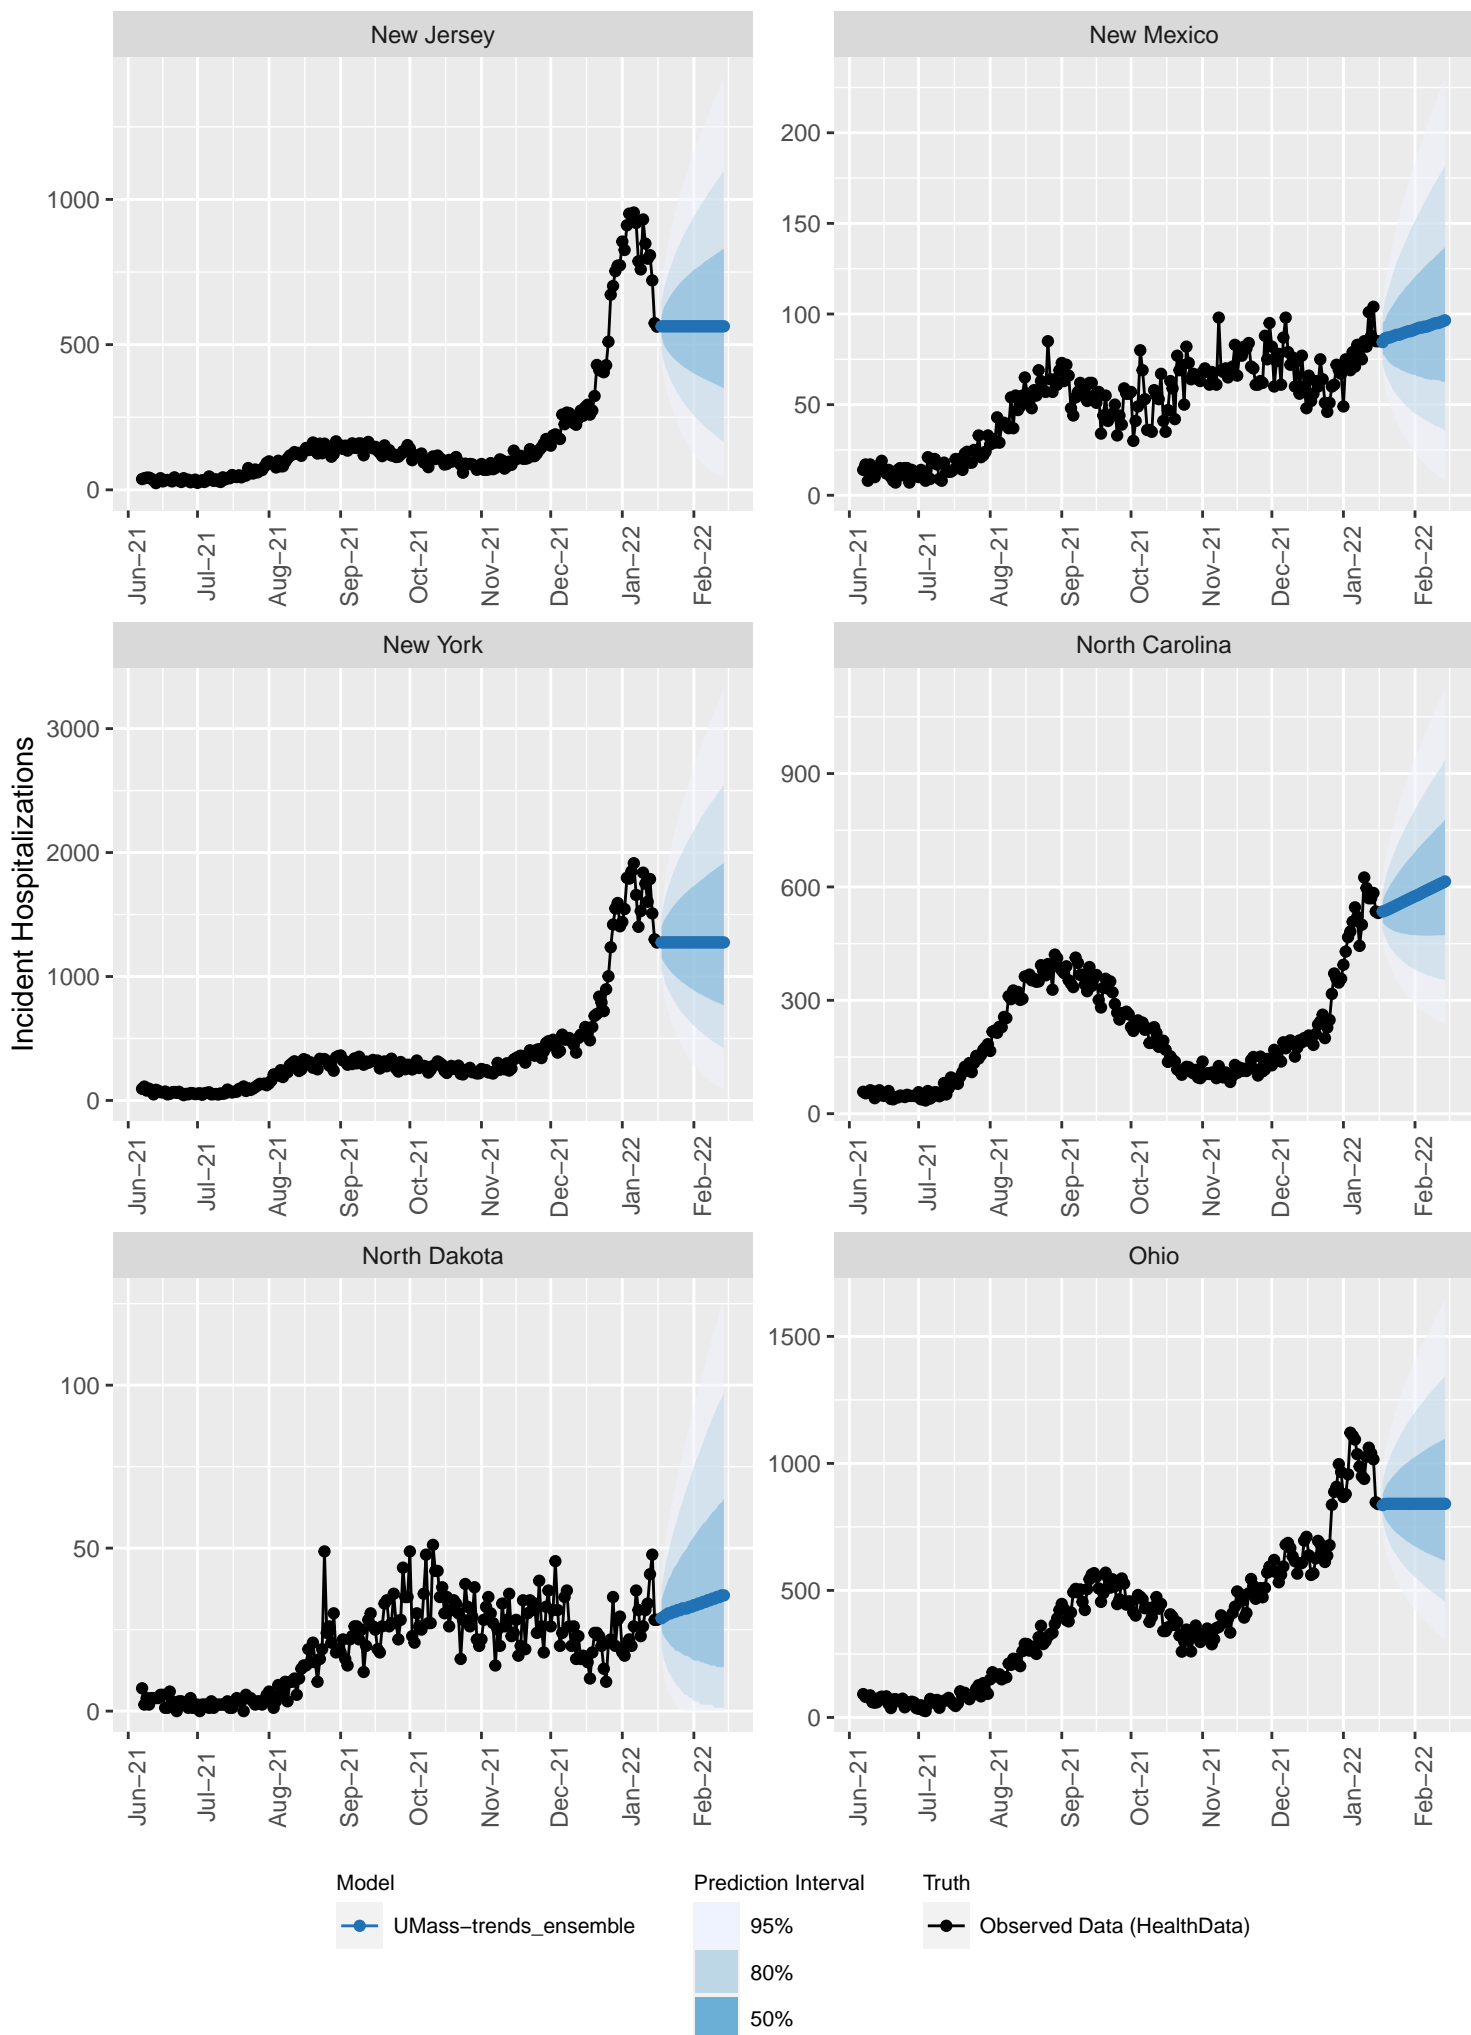 New Jersey
0
500
1000
Jun−21
Jul−21
Aug−21
Sep−21
Oct−21
Nov−21
Dec−21
Jan−22
Feb−22
New Mexico
0
50
100
150
200
Jun−21
Jul−21
Aug−21
Sep−21
Oct−21
Nov−21
Dec−21
Jan−22
Feb−22
New York
0
1000
2000
3000
Jun−21
Jul−21
Aug−21
Sep−21
Oct−21
Nov−21
Dec−21
Jan−22
Feb−22
North Carolina
0
300
600
900
Jun−21
Jul−21
Aug−21
Sep−21
Oct−21
Nov−21
Dec−21
Jan−22
Feb−22
North Dakota
0
50
100
Jun−21
Jul−21
Aug−21
Sep−21
Oct−21
Nov−21
Dec−21
Jan−22
Feb−22
Ohio
0
500
1000
1500
Jun−21
Jul−21
Aug−21
Sep−21
Oct−21
Nov−21
Dec−21
Jan−22
Feb−22
Incident Hospitalizations
Model
UMass−trends_ensemble
Prediction Interval
95%
80%
50%
Truth
Observed Data (HealthData)